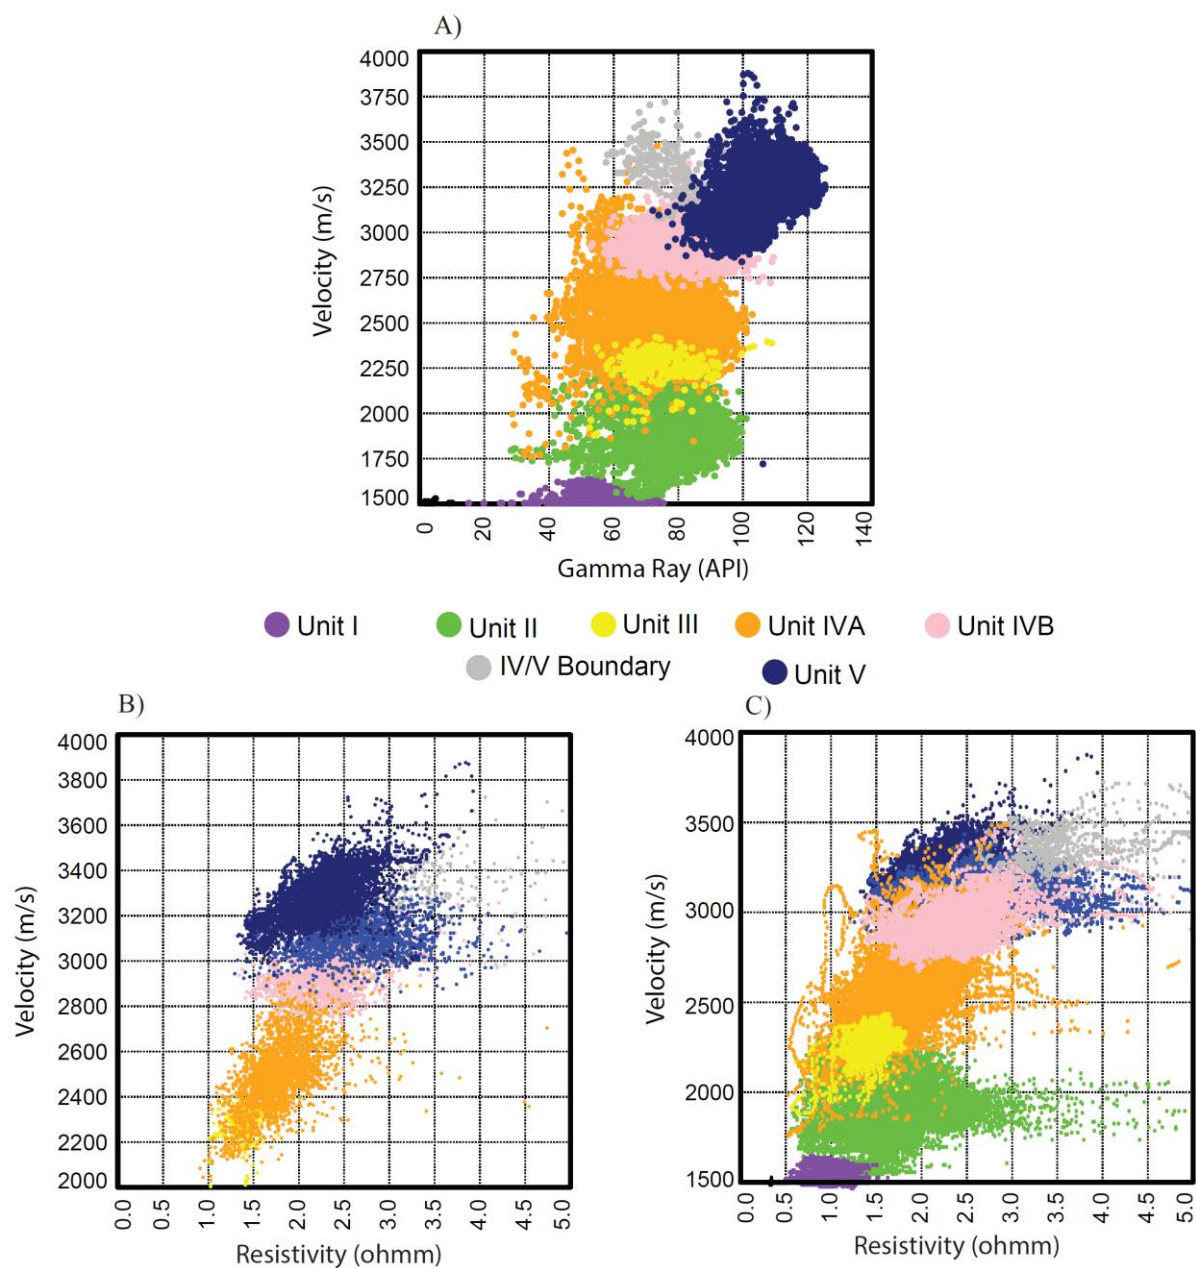 A)
4000
3750
3500
3250
3000
2750
2500
2250
2000
1750
1500
Velocity (m/s)
0 20 40 60 80 100 120 140
Gamma Ray (API)
Unit I Unit II Unit III Unit IVA Unit IVB
IV/V Boundary Unit V
B)
4000
3800
3600
3400
3200
3000
2800
2600
2400
2200
2000
Velocity (m/s)
0.0 0.5 1.0 1.5 2.0 2.5 3.0 3.5 4.0 4.5 5.0
Resistivity (ohmm)
C)
4000
3500
3000
2500
2000
1500
Velocity (m/s)
0.0 0.5 1.0 1.5 2.0 2.5 3.0 3.5 4.0 4.5 5.0
Resistivity (ohmm)